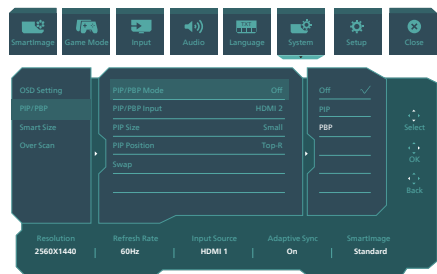 SmartImage
Game Mode
Input
Audio
TXT
Language
System
Setup
Close
OSD Setting
PIP/PBP
Smart Size
Over Scan
PIP/PBP Mode Off
PIP/PBP Input HDMI 2
PIP Size Small
PIP Position Top-R
Swap
Off
PIP
PBP
Select
OK
Back
Resolution Refresh Rate Input Source Adaptive Sync SmartImage
2560X1440 | 60Hz | HDMI 1 | On | Standard